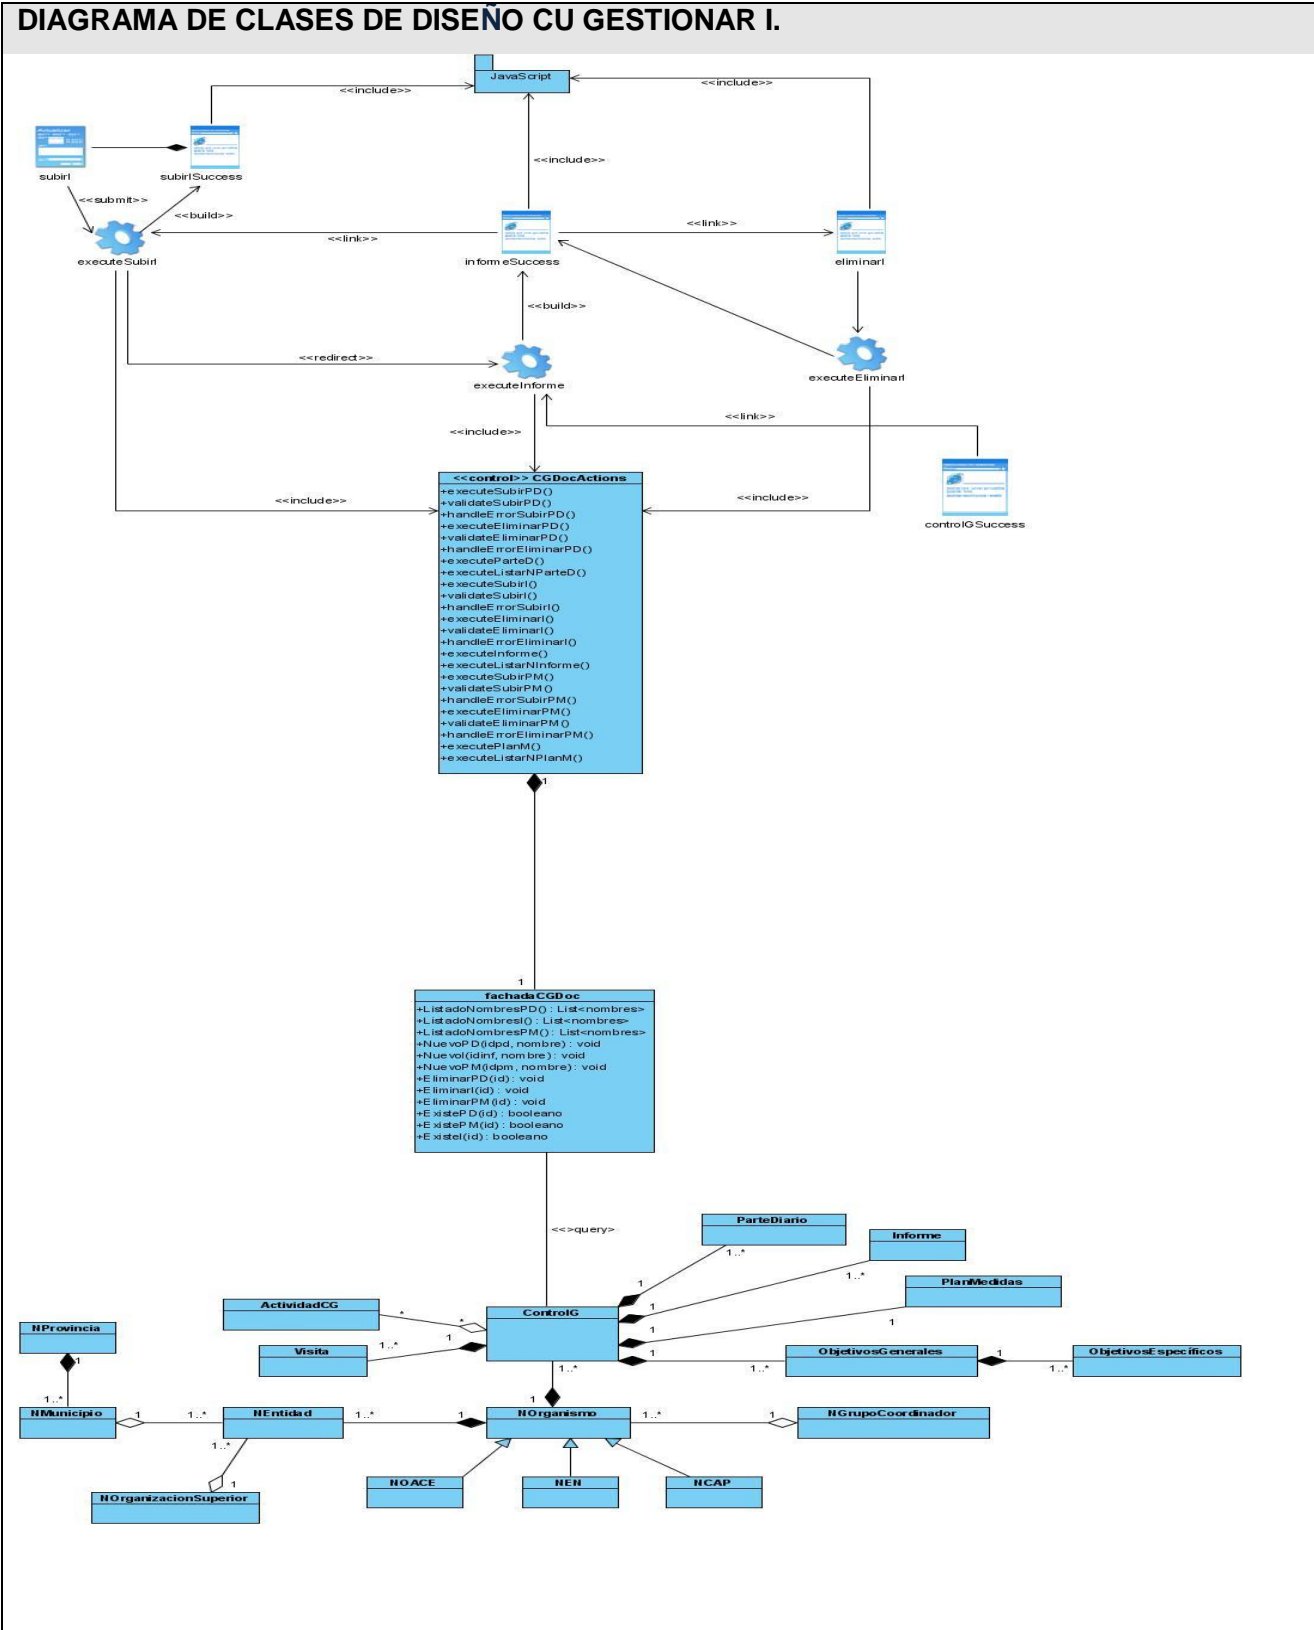 DIAGRAMA DE CLASES DE DISEÑO CU GESTIONAR I.
JavaScript
<<include>>
<<include>>
<<include>>
subirI
subirISuccess
<<submit>>
<<build>>
<<link>>
<<link>>
executeSubirI
informeSuccess
eliminarI
<<build>>
<<redirect>>
executeInforme
executeEliminarI
<<link>>
<<include>>
<<include>>
<<include>>
controlGSuccess
<<control>> CGDocActions
+executeSubirPD()
+validateSubirPD()
+handleErrorSubirPD()
+executeEliminarPD()
+validateEliminarPD()
+handleErrorEliminarPD()
+executeParteD()
+executeListarNParteD()
+executeSubirI()
+validateSubirI()
+handleErrorSubirI()
+executeEliminarI()
+validateEliminarI()
+handleErrorEliminarI()
+executeInforme()
+executeListarNInforme()
+executeSubirPM()
+validateSubirPM()
+handleErrorSubirPM()
+executeEliminarPM()
+validateEliminarPM()
+handleErrorEliminarPM()
+executePlanM()
+executeListarNPlanM()
1
1
fachadaCGDoc
+ListadoNombresPD() : List<nombres>
+ListadoNombresI() : List<nombres>
+ListadoNombresPM() : List<nombres>
+NuevoPD(idpd, nombre) : void
+NuevoI(idinf, nombre) : void
+NuevoPM(idpm, nombre) : void
+EliminarPD(id) : void
+EliminarI(id) : void
+EliminarPM(id) : void
+ExistePD(id) : booleano
+ExistePM(id) : booleano
+ExisteI(id) : booleano
<<>query>
ParteDiario
1..*
1
Informe
1..*
1
PlanMedidas
1
1
ActividadCG
*
*
ControlG
Visita
1..*
1
1
1..*
ObjetivosGenerales
1
1..*
ObjetivosEspecíficos
NProvincia
1
1..*
1..*
1
NMunicipio
1
1..*
NEntidad
1..*
1
NOrganismo
1..*
1
NGrupoCoordinador
1..*
1
NOrganizacionSuperior
NOACE
NEN
NCAP